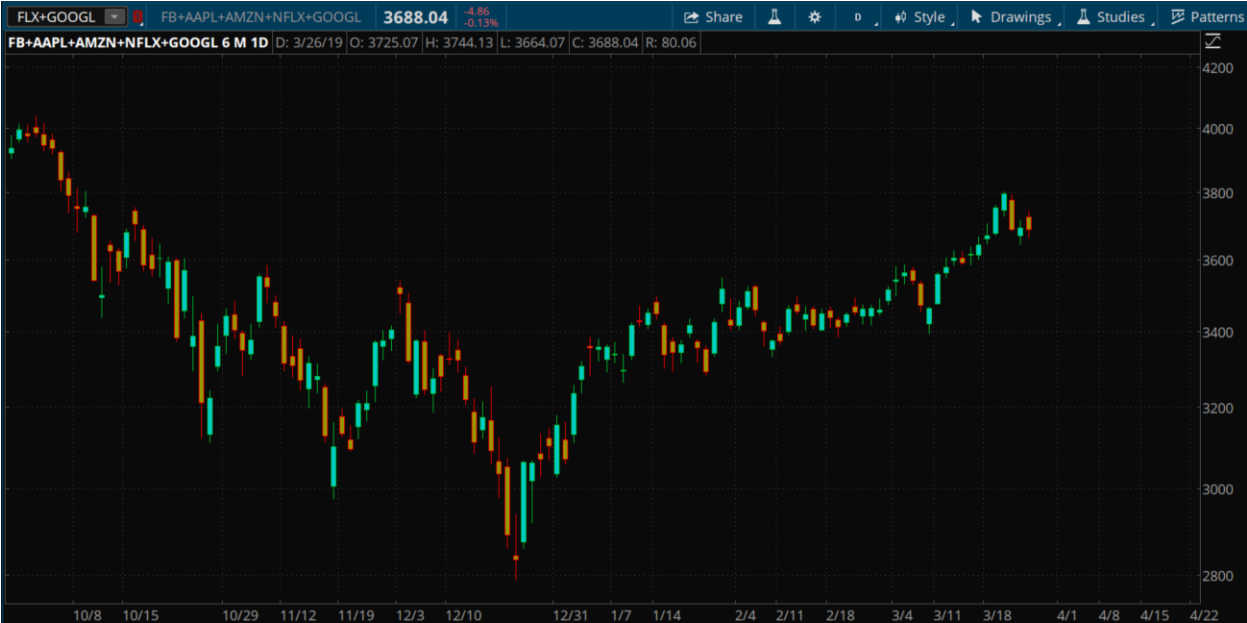 FLX+GOOGL FB+AAPL+AMZN+NFLX+GOOGL 3688.04 -4.86 -0.13% Share D Style Drawings Studies Patterns
FB+AAPL+AMZN+NFLX+GOOGL 6 M 1D D: 3/26/19 O: 3725.07 H: 3744.13 L: 3664.07 C: 3688.04 R: 80.06
4200
4000
3800
3600
3400
3200
3000
2800
10/8 10/15 10/29 11/12 11/19 12/3 12/10 12/31 1/7 1/14 2/4 2/11 2/18 3/4 3/11 3/18 4/1 4/8 4/15 4/22